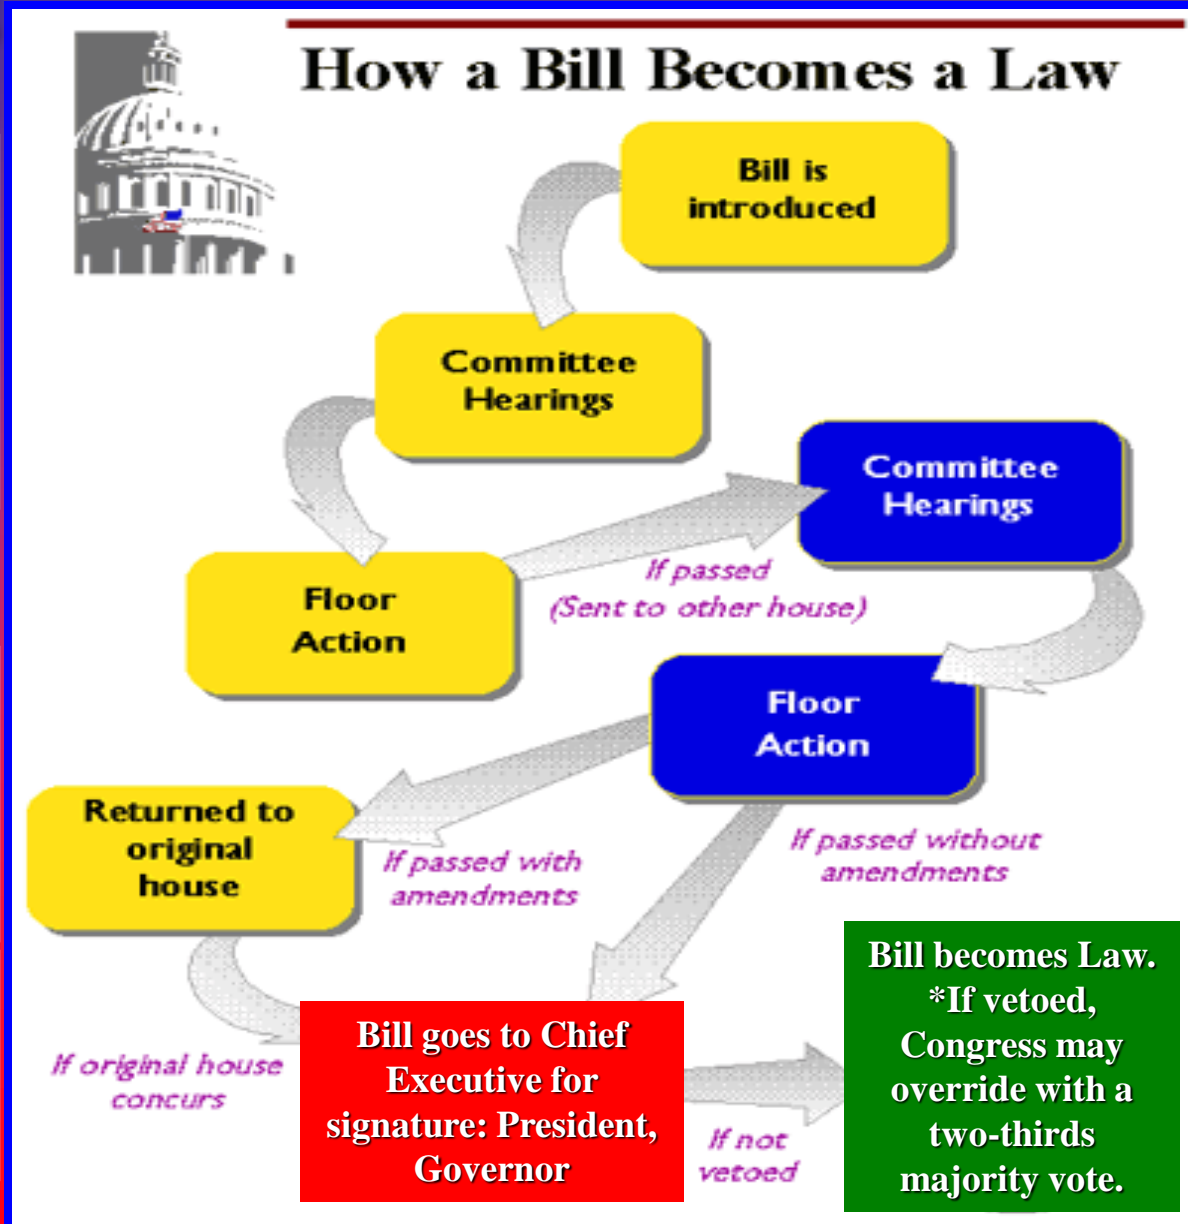 How a Bill Becomes a Law
Bill is
introduced
Committee
Hearings
Floor
Action
If passed
(Sent to other house)
Committee
Hearings
Floor
Action
If passed with
amendments
If passed without
amendments
Returned to
original
house
If original house
concurs
Bill goes to Chief
Executive for
signature: President,
Governor
If not
vetoed
Bill becomes Law.
*If vetoed,
Congress may
override with a
two-thirds
majority vote.